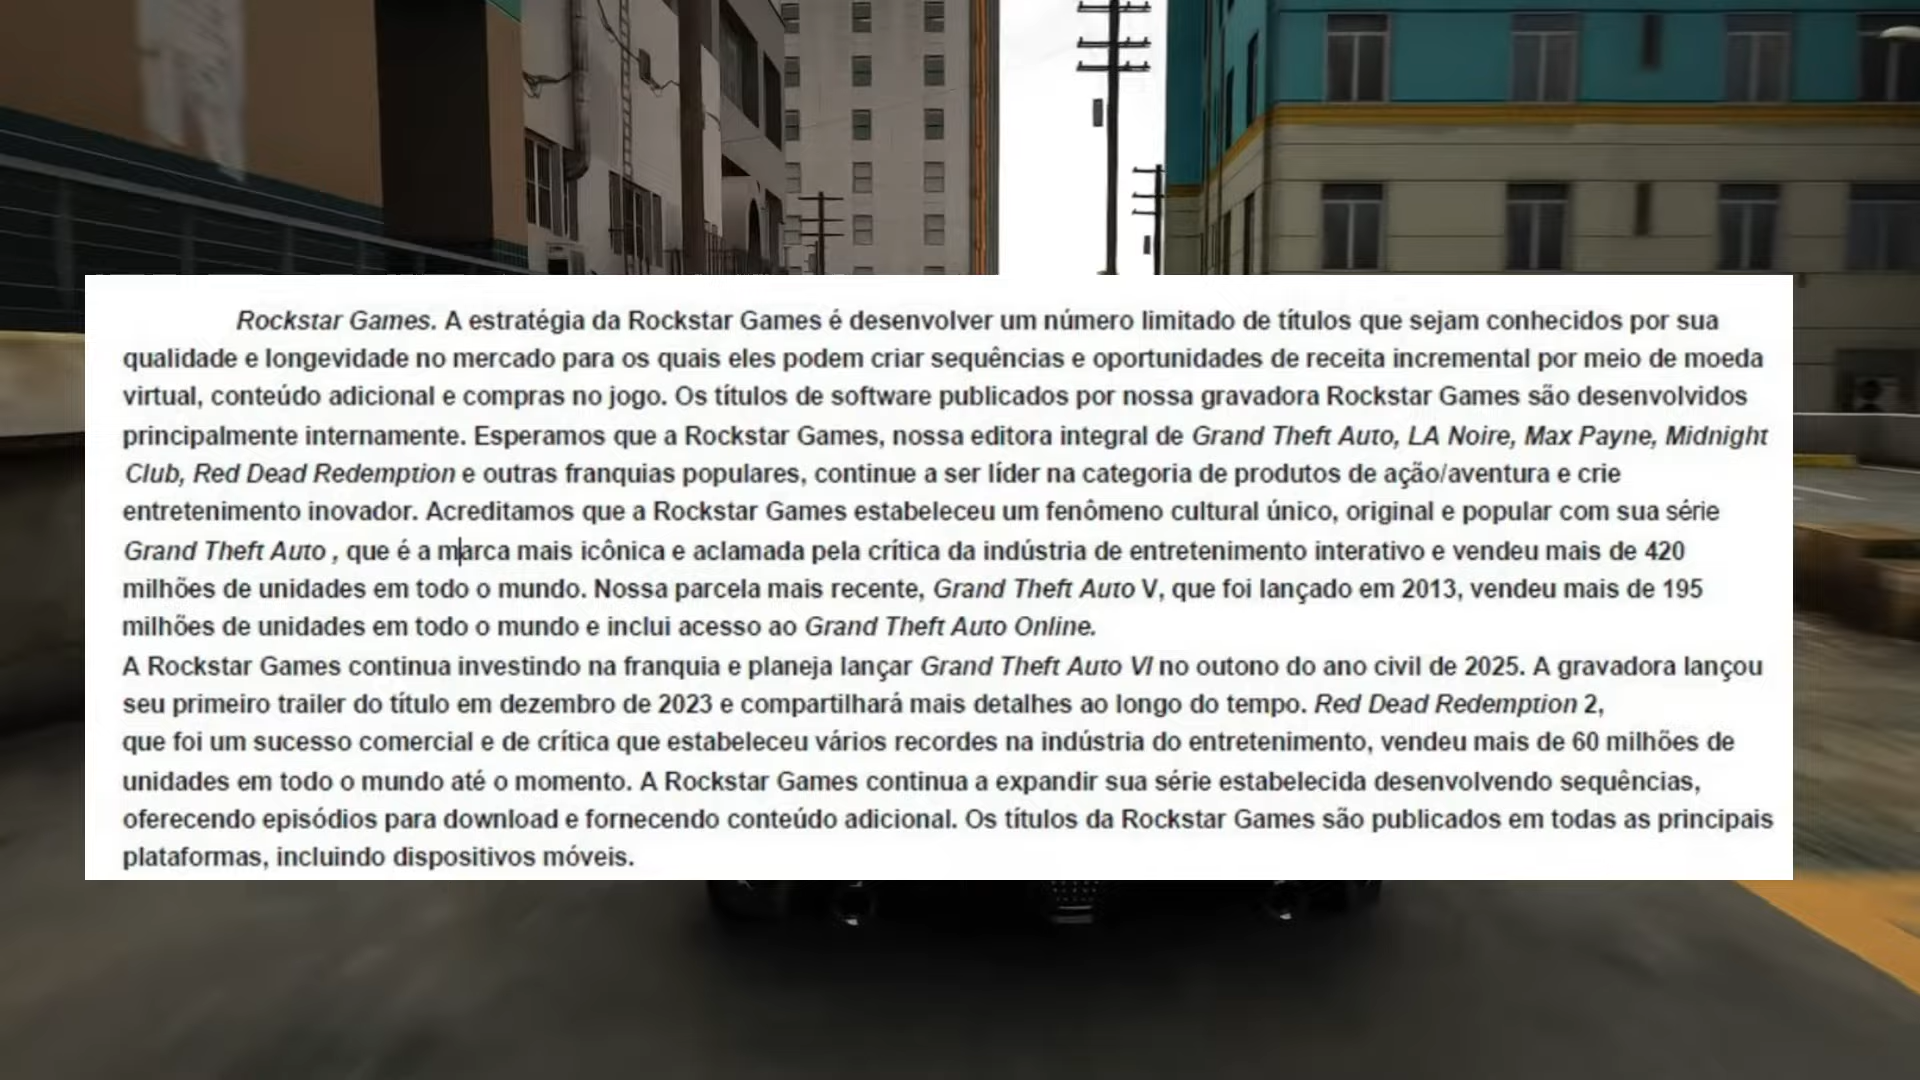 Rockstar Games. A estratégia da Rockstar Games é desenvolver um número limitado de títulos que sejam conhecidos por sua
qualidade e longevidade no mercado para os quais eles podem criar sequências e oportunidades de receita incremental por meio de moeda
virtual, conteúdo adicional e compras no jogo. Os títulos de software publicados por nossa gravadora Rockstar Games são desenvolvidos
principalmente internamente. Esperamos que a Rockstar Games, nossa editora integral de Grand Theft Auto, LA Noire, Max Payne, Midnight
Club, Red Dead Redemption e outras franquias populares, continue a ser líder na categoria de produtos de ação/aventura e crie
entretenimento inovador. Acreditamos que a Rockstar Games estabeleceu um fenômeno cultural único, original e popular com sua série
Grand Theft Auto , que é a marca mais icônica e aclamada pela crítica da indústria de entretenimento interativo e vendeu mais de 420
milhões de unidades em todo o mundo. Nossa parcela mais recente, Grand Theft Auto V, que foi lançado em 2013, vendeu mais de 195
milhões de unidades em todo o mundo e inclui acesso ao Grand Theft Auto Online.
A Rockstar Games continua investindo na franquia e planeja lançar Grand Theft Auto VI no outono do ano civil de 2025. A gravadora lançou
seu primeiro trailer do título em dezembro de 2023 e compartilhará mais detalhes ao longo do tempo. Red Dead Redemption 2,
que foi um sucesso comercial e de crítica que estabeleceu vários recordes na indústria do entretenimento, vendeu mais de 60 milhões de
unidades em todo o mundo até o momento. A Rockstar Games continua a expandir sua série estabelecida desenvolvendo sequências,
oferecendo episódios para download e fornecendo conteúdo adicional. Os títulos da Rockstar Games são publicados em todas as principais
plataformas, incluindo dispositivos móveis.